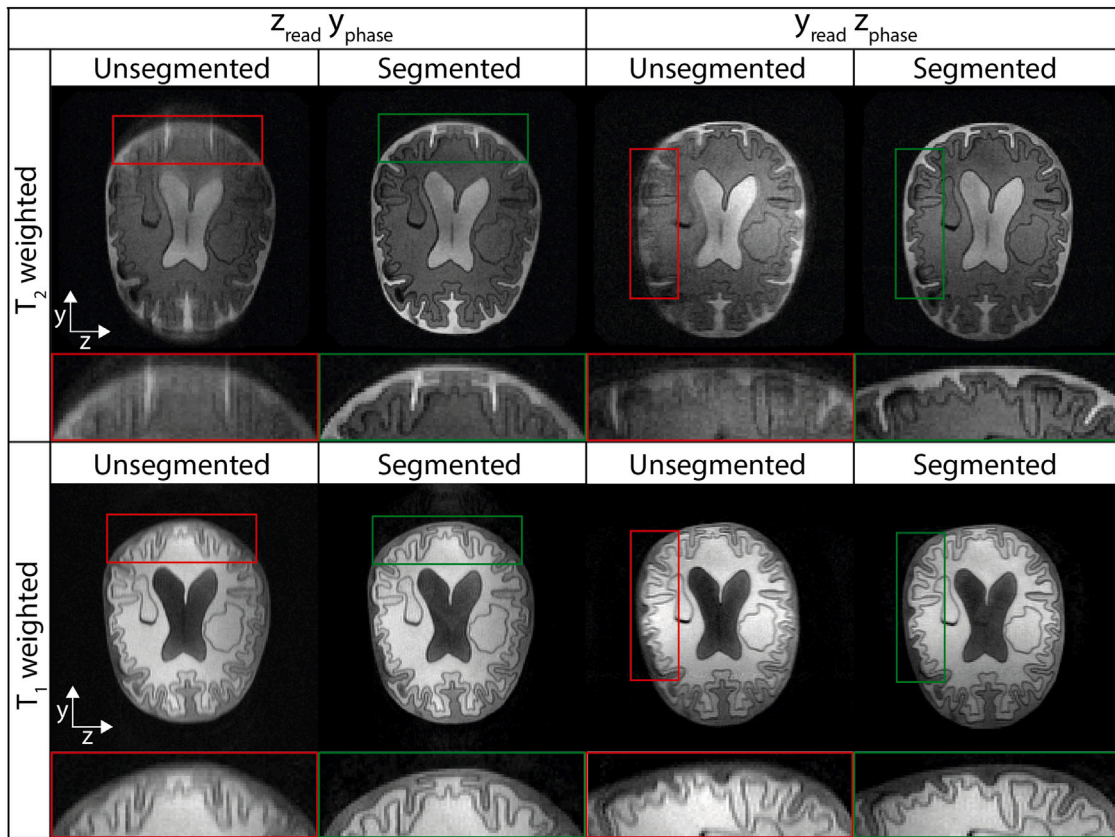 z_read y_phase
y_read z_phase
Unsegmented
Segmented
Unsegmented
Segmented
T_2 weighted
y
z
Unsegmented
Segmented
Unsegmented
Segmented
T_1 weighted
y
z